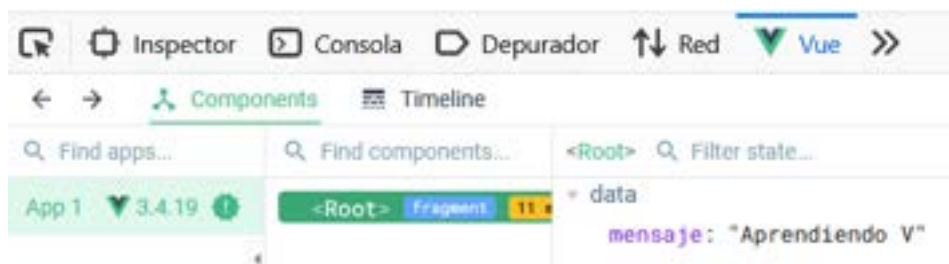 Inspector Consola Depurador Red Vue
Components Timeline
Find apps... Find components... <Root> Filter state...
App 1 3.4.19 <Root> fragment 11 data
mensaje: "Aprendiendo V"